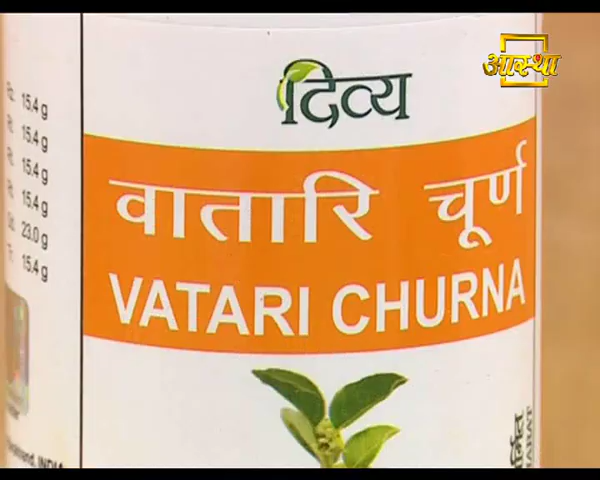 आस्था
दिव्य
वातारि चूर्ण
VATARI CHURNA
15.4 g
15.4 g
15.4 g
15.4 g
23.0 g
15.4 g